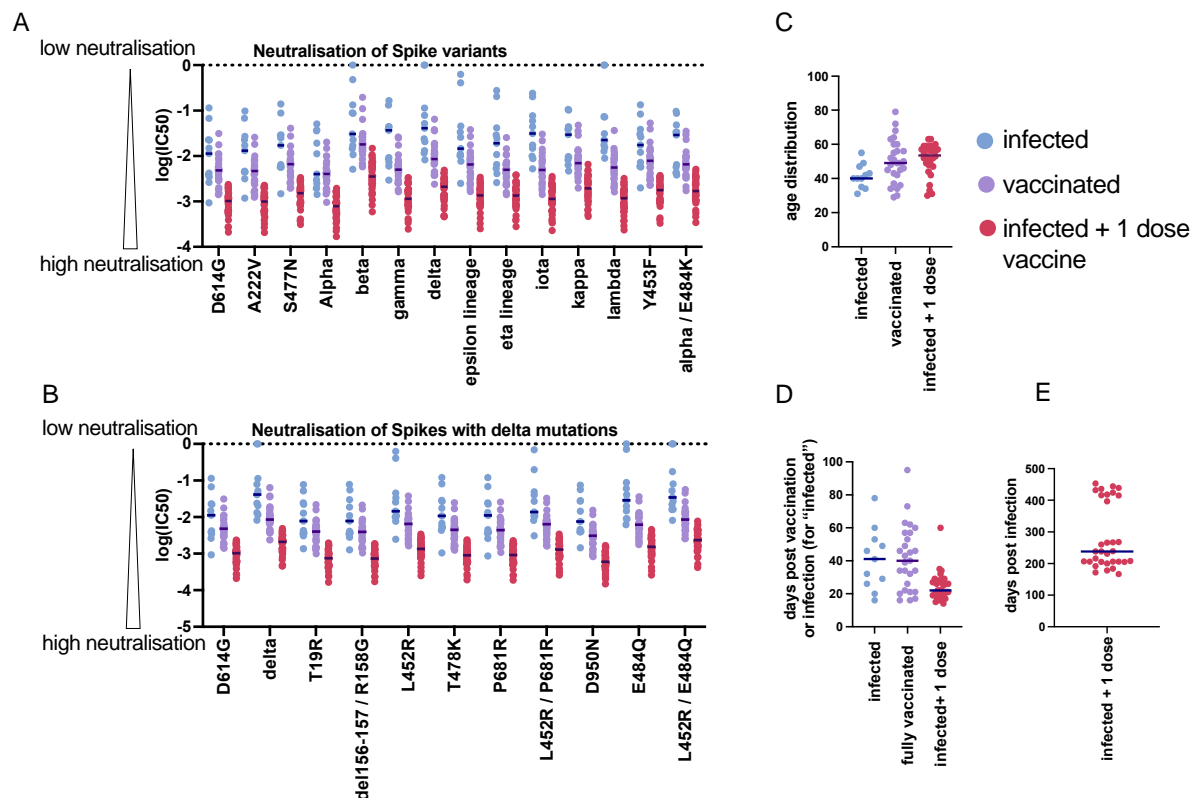 A
low neutralisation
Neutralisation of Spike variants
0
-1
-2
-3
-4
log(IC50)
high neutralisation
D614G
A222V
S477N
Alpha
beta
gamma
delta
epsilon lineage
eta lineage
iota
kappa
lambda
Y453F
alpha / E484K
C
100
80
60
40
20
0
age distribution
infected
vaccinated
infected + 1 dose
infected
vaccinated
infected + 1 dose
vaccine
B
low neutralisation
Neutralisation of Spikes with delta mutations
0
-1
-2
-3
-4
-5
log(IC50)
high neutralisation
D614G
delta
T19R
del156-157 / R158G
L452R
T478K
P681R
L452R / P681R
D950N
E484Q
L452R / E484Q
D
100
80
60
40
20
0
days post vaccination
or infection (for “infected”)
infected
fully vaccinated
infected+ 1 dose
E
500
400
300
200
100
0
days post infection
infected + 1 dose